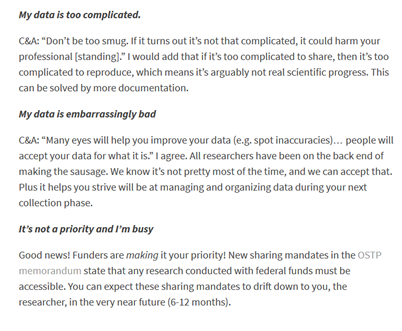 My data is too complicated.
C&A: “Don’t be too smug. If it turns out it’s not that complicated, it could harm your
professional [standing].” I would add that if it’s too complicated to share, then it’s too
complicated to reproduce, which means it’s arguably not real scientific progress. This
can be solved by more documentation.
My data is embarrassingly bad
C&A: “Many eyes will help you improve your data (e.g. spot inaccuracies)… people will
accept your data for what it is.” I agree. All researchers have been on the back end of
making the sausage. We know it’s not pretty most of the time, and we can accept that.
Plus it helps you strive will be at managing and organizing data during your next
collection phase.
It’s not a priority and I’m busy
Good news! Funders are making it your priority! New sharing mandates in the OSTP
memorandum state that any research conducted with federal funds must be
accessible. You can expect these sharing mandates to drift down to you, the
researcher, in the very near future (6-12 months).